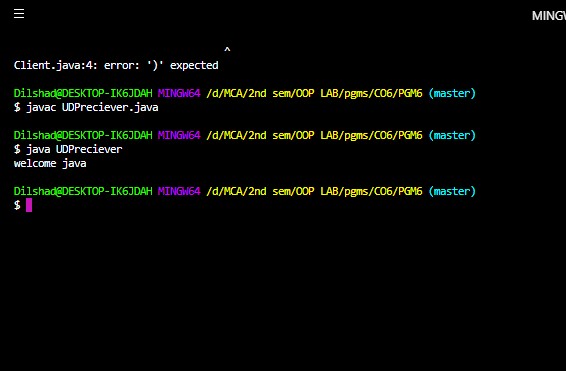 MINGW
^
Client.java:4: error: ')' expected
Dilshad@DESKTOP-IK6JDAH MINGW64 /d/MCA/2nd sem/OOP LAB/pgms/CO6/PGM6 (master)
$ javac UDPreciever.java
Dilshad@DESKTOP-IK6JDAH MINGW64 /d/MCA/2nd sem/OOP LAB/pgms/CO6/PGM6 (master)
$ java UDPreciever
welcome java
Dilshad@DESKTOP-IK6JDAH MINGW64 /d/MCA/2nd sem/OOP LAB/pgms/CO6/PGM6 (master)
$